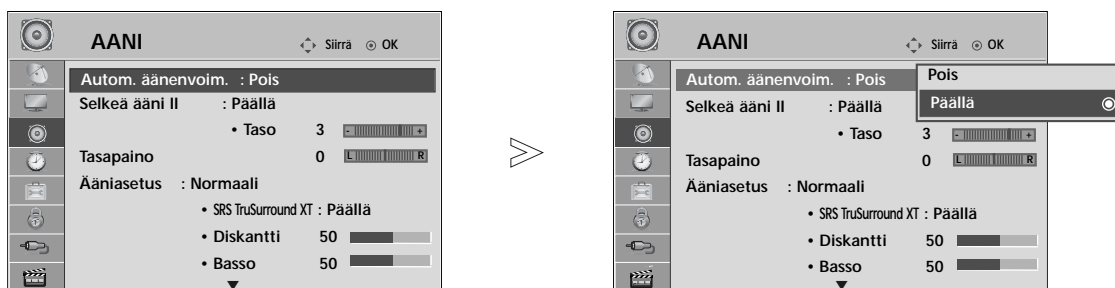 AANI
Siirrä OK
Autom. äänenvoim. : Pois
Selkeä ääni II : Päällä
• Taso 3 - +
Tasapaino 0 L R
Ääniasetus : Normaali
• SRS TruSurround XT : Päällä
• Diskantti 50
• Basso 50
AANI
Siirrä OK
Autom. äänenvoim. : Pois
Pois
Päällä
Selkeä ääni II : Päällä
• Taso 3 - +
Tasapaino 0 L R
Ääniasetus : Normaali
• SRS TruSurround XT : Päällä
• Diskantti 50
• Basso 50